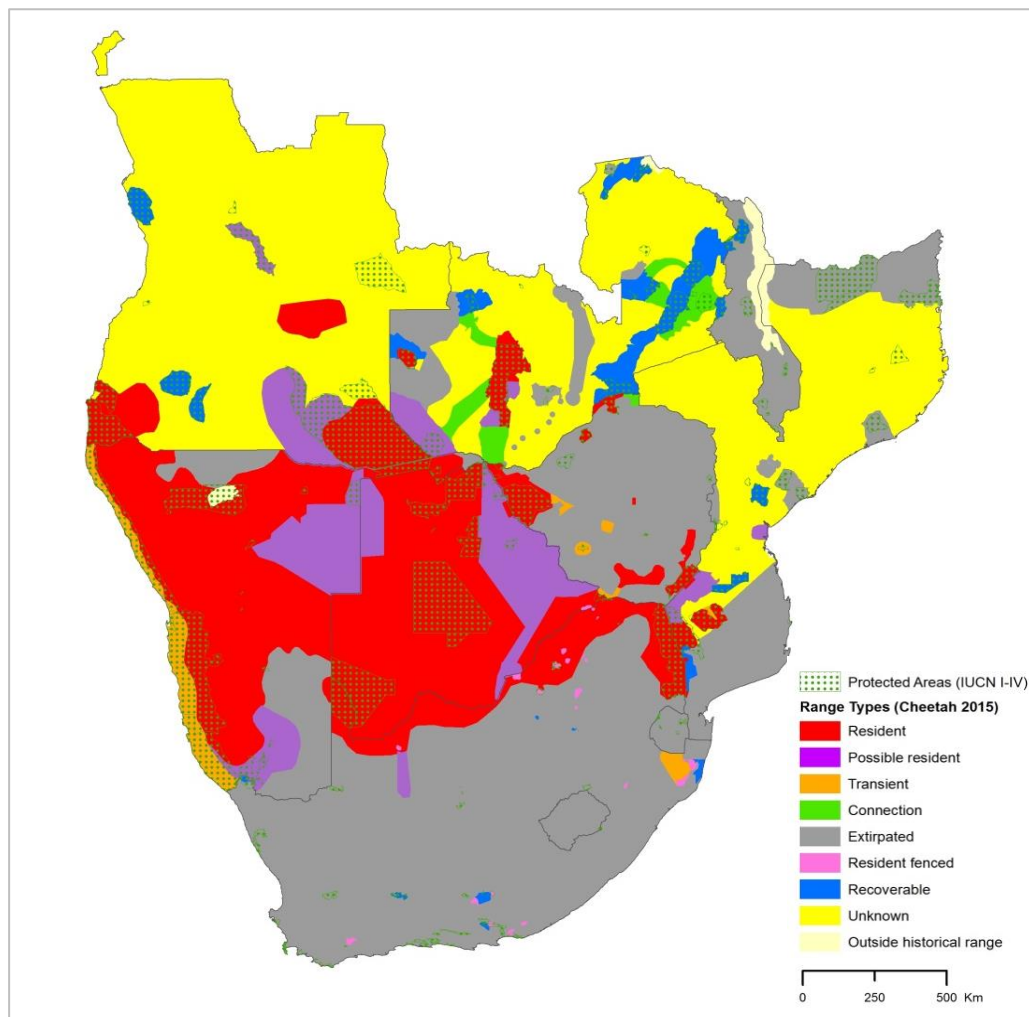 Protected Areas (IUCN I-IV)
Range Types (Cheetah 2015)
Resident
Possible resident
Transient
Connection
Extirpated
Resident fenced
Recoverable
Unknown
Outside historical range
0 250 500 Km